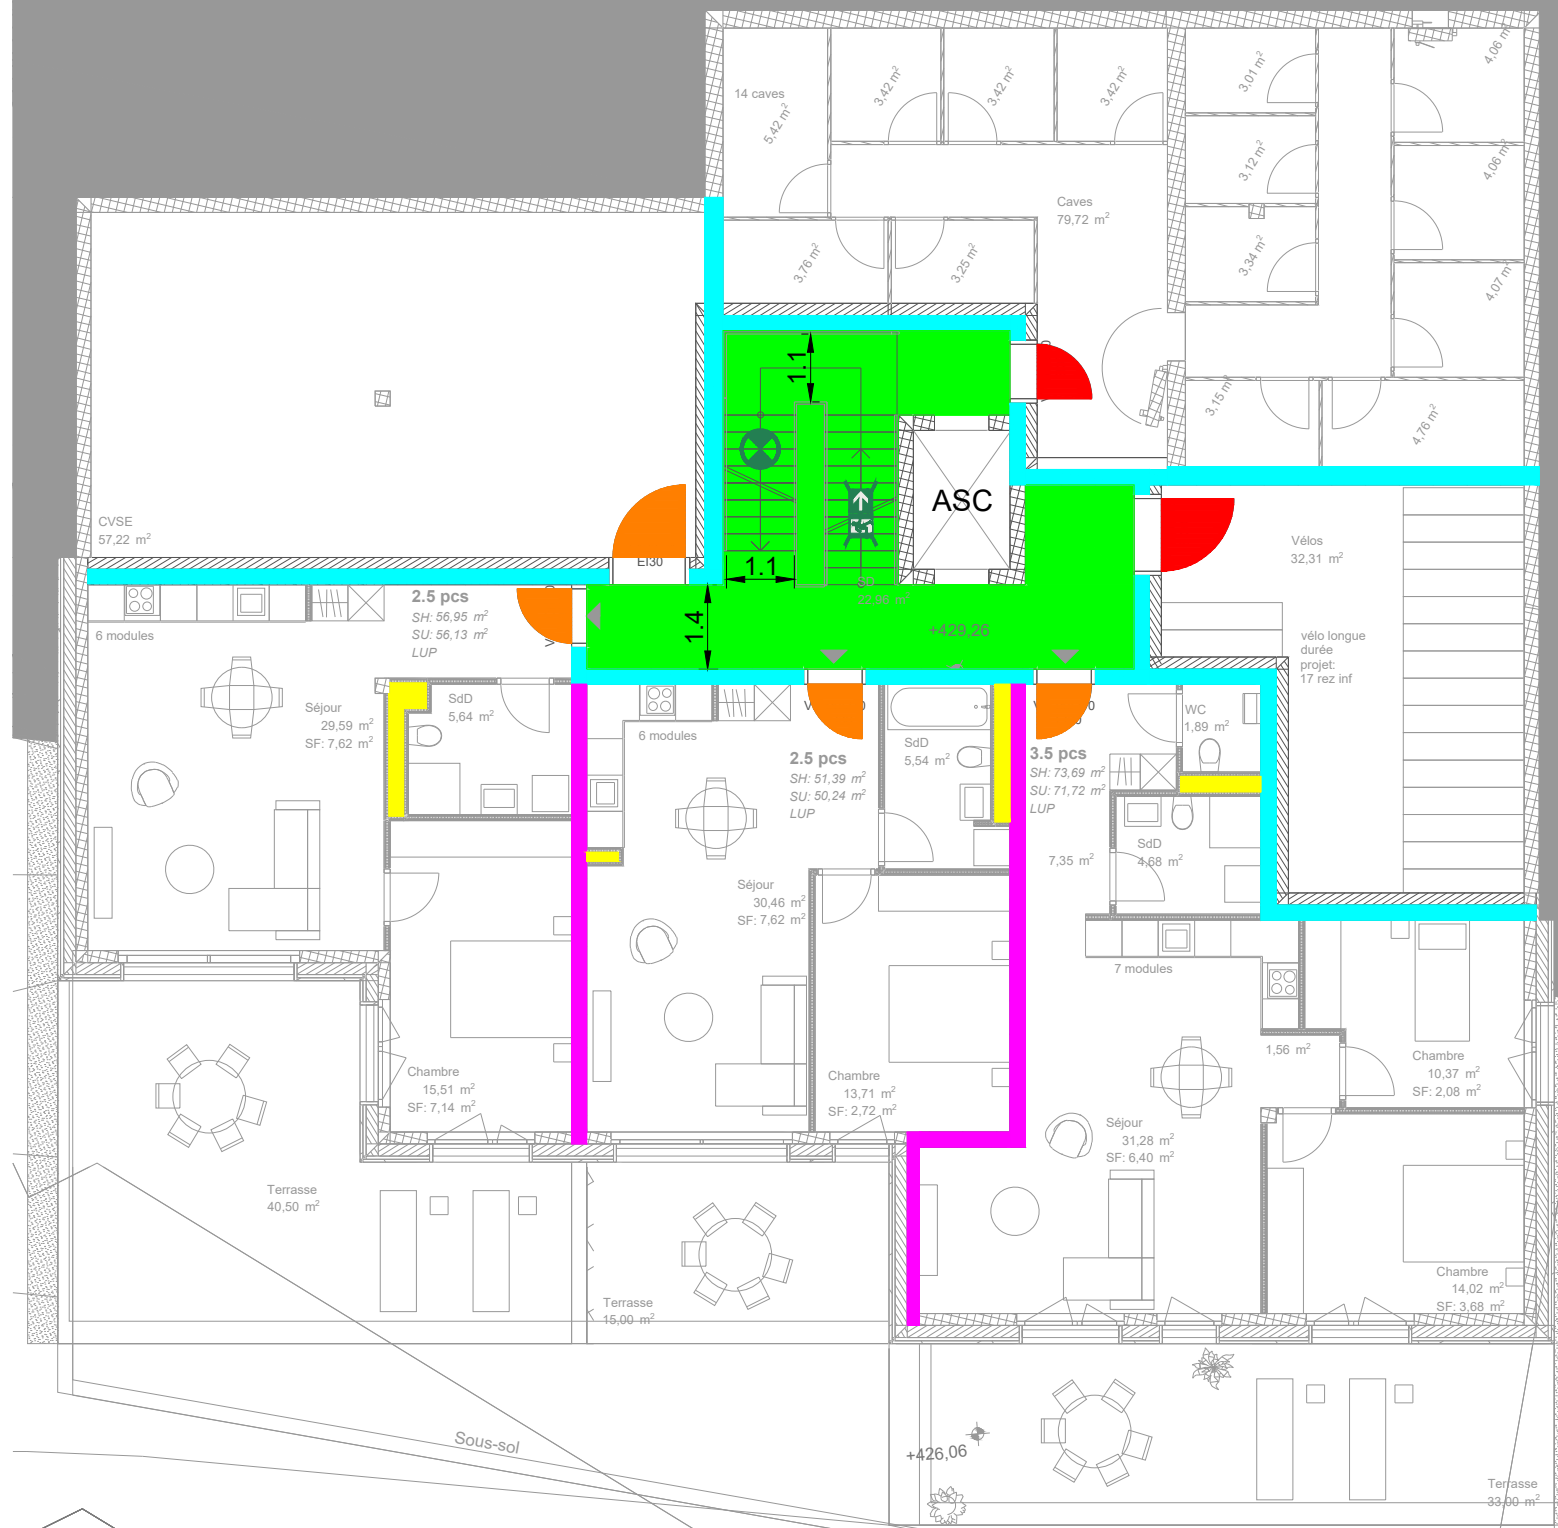 14 caves
5,42 m²
3,42 m²
3,42 m²
3,42 m²
3,01 m²
4,06 m²
3,12 m²
4,06 m²
Caves
79,72 m²
3,76 m²
3,25 m²
3,34 m²
4,07 m²
3,15 m²
4,76 m²
1.1
ASC
CVSE
57,22 m²
EI30
1.1
1.4
+429,26
Vélos
32,31 m²
vélo longue
durée
projet:
17 rez inf
6 modules
2.5 pcs
SH: 56,95 m²
SU: 56,13 m²
LUP
Séjour
29,59 m²
SF: 7,62 m²
SdD
5,64 m²
6 modules
2.5 pcs
SH: 51,39 m²
SU: 50,24 m²
LUP
SdD
5,54 m²
3.5 pcs
SH: 73,69 m²
SU: 71,72 m²
LUP
WC
1,89 m²
7,35 m²
SdD
4,68 m²
Séjour
30,46 m²
SF: 7,62 m²
7 modules
Chambre
15,51 m²
SF: 7,14 m²
Chambre
13,71 m²
SF: 2,72 m²
1,56 m²
Chambre
10,37 m²
SF: 2,08 m²
Séjour
31,28 m²
SF: 6,40 m²
Terrasse
40,50 m²
Terrasse
15,00 m²
Chambre
14,02 m²
SF: 3,68 m²
Sous-sol
+426,06
Terrasse
33,00 m²